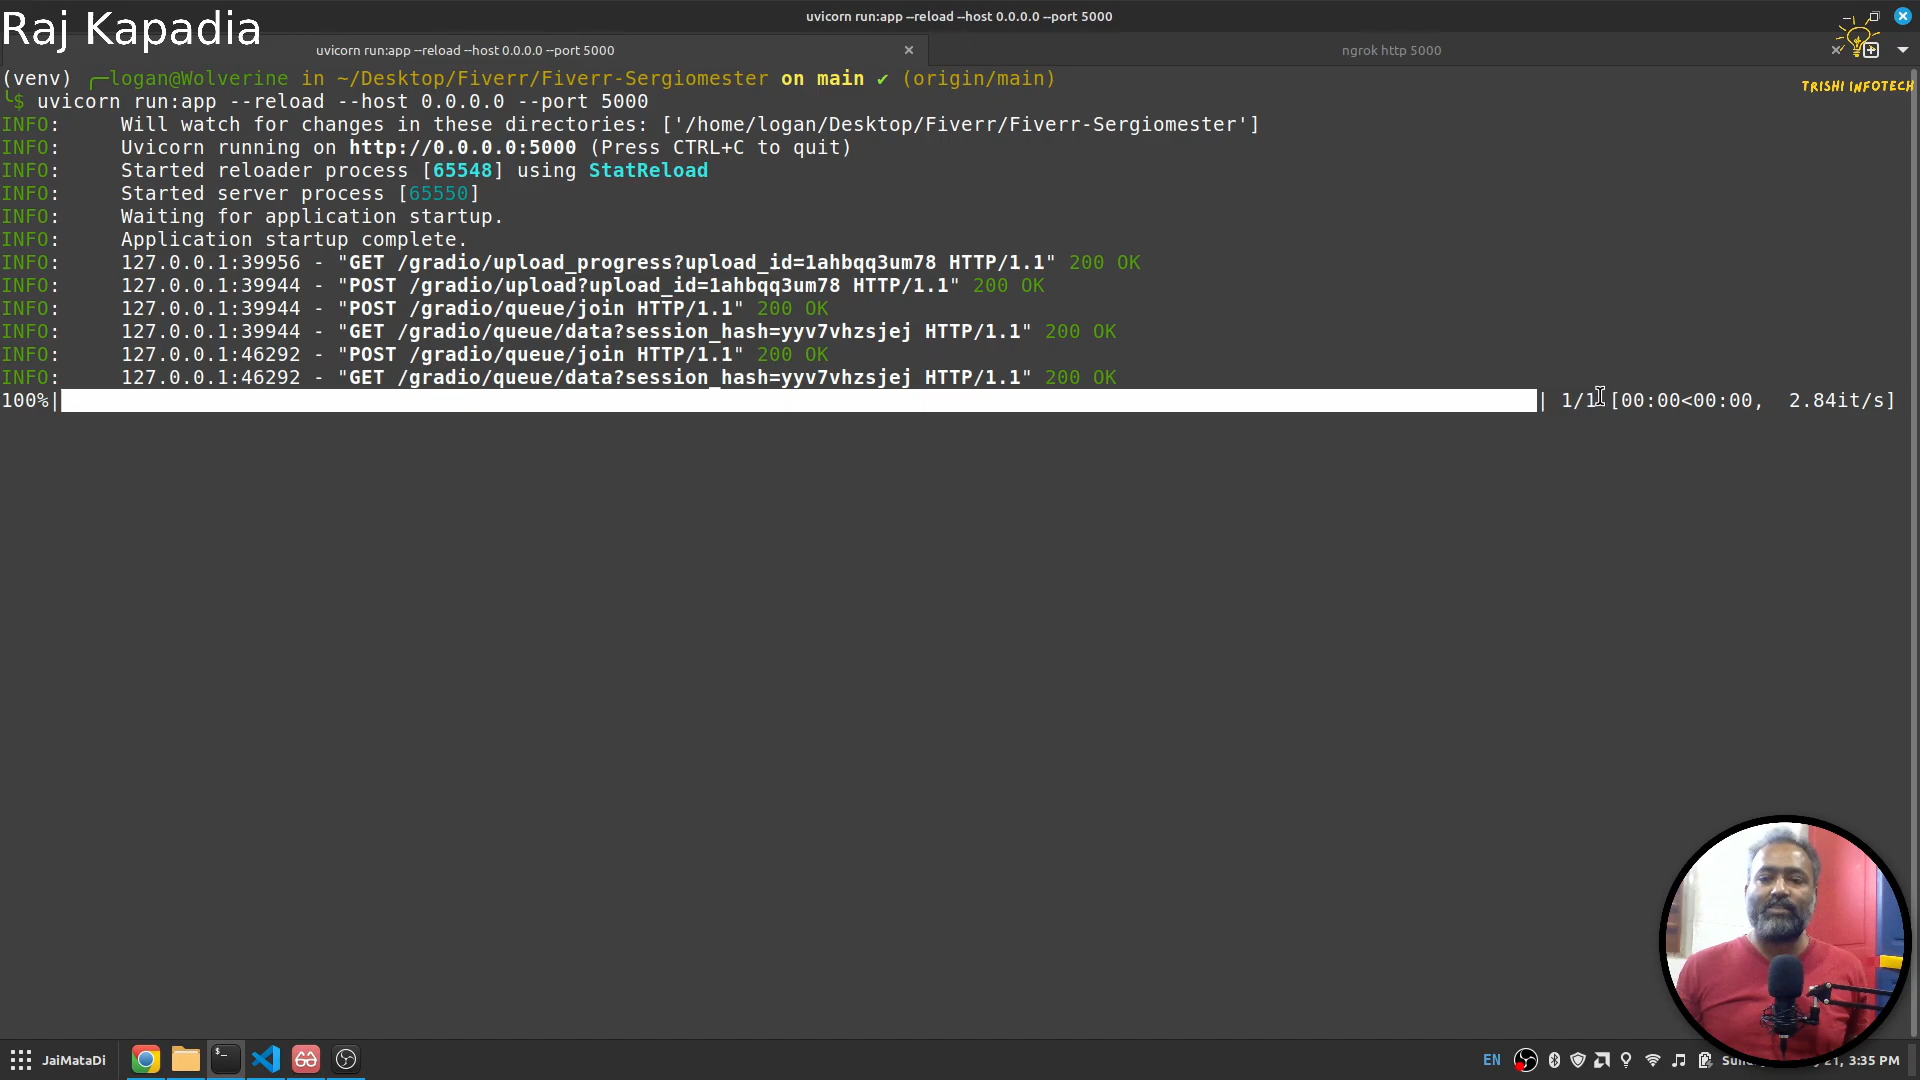 Raj Kapadia
uvicorn run:app --reload --host 0.0.0.0 --port 5000
uvicorn run:app --reload --host 0.0.0.0 --port 5000
ngrok http 5000
TRISHI INFOTECH
(venv) ╭─logan@Wolverine in ~/Desktop/Fiverr/Fiverr-Sergiomester on main ✔ (origin/main)
╰$ uvicorn run:app --reload --host 0.0.0.0 --port 5000
INFO: Will watch for changes in these directories: ['/home/logan/Desktop/Fiverr/Fiverr-Sergiomester']
INFO: Uvicorn running on http://0.0.0.0:5000 (Press CTRL+C to quit)
INFO: Started reloader process [65548] using StatReload
INFO: Started server process [65550]
INFO: Waiting for application startup.
INFO: Application startup complete.
INFO: 127.0.0.1:39956 - "GET /gradio/upload_progress?upload_id=1ahbqq3um78 HTTP/1.1" 200 OK
INFO: 127.0.0.1:39944 - "POST /gradio/upload?upload_id=1ahbqq3um78 HTTP/1.1" 200 OK
INFO: 127.0.0.1:39944 - "POST /gradio/queue/join HTTP/1.1" 200 OK
INFO: 127.0.0.1:39944 - "GET /gradio/queue/data?session_hash=yyv7vhzsjej HTTP/1.1" 200 OK
INFO: 127.0.0.1:46292 - "POST /gradio/queue/join HTTP/1.1" 200 OK
INFO: 127.0.0.1:46292 - "GET /gradio/queue/data?session_hash=yyv7vhzsjej HTTP/1.1" 200 OK
100%| | 1/1 [00:00<00:00, 2.84it/s]
JaiMataDi
EN
21, 3:35 PM